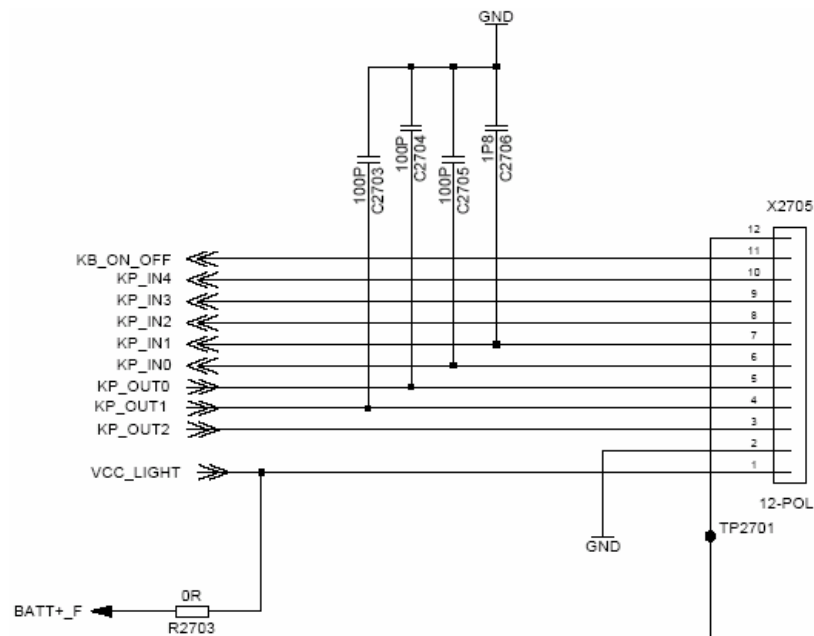 GND
100P
C2703
100P
C2704
100P
C2705
1P8
C2706
X2705
12
KB_ON_OFF
11
KP_IN4
10
KP_IN3
9
KP_IN2
8
KP_IN1
7
KP_IN0
6
KP_OUT0
5
KP_OUT1
4
KP_OUT2
3
2
VCC_LIGHT
1
12-POL
TP2701
GND
0R
BATT+_F
R2703